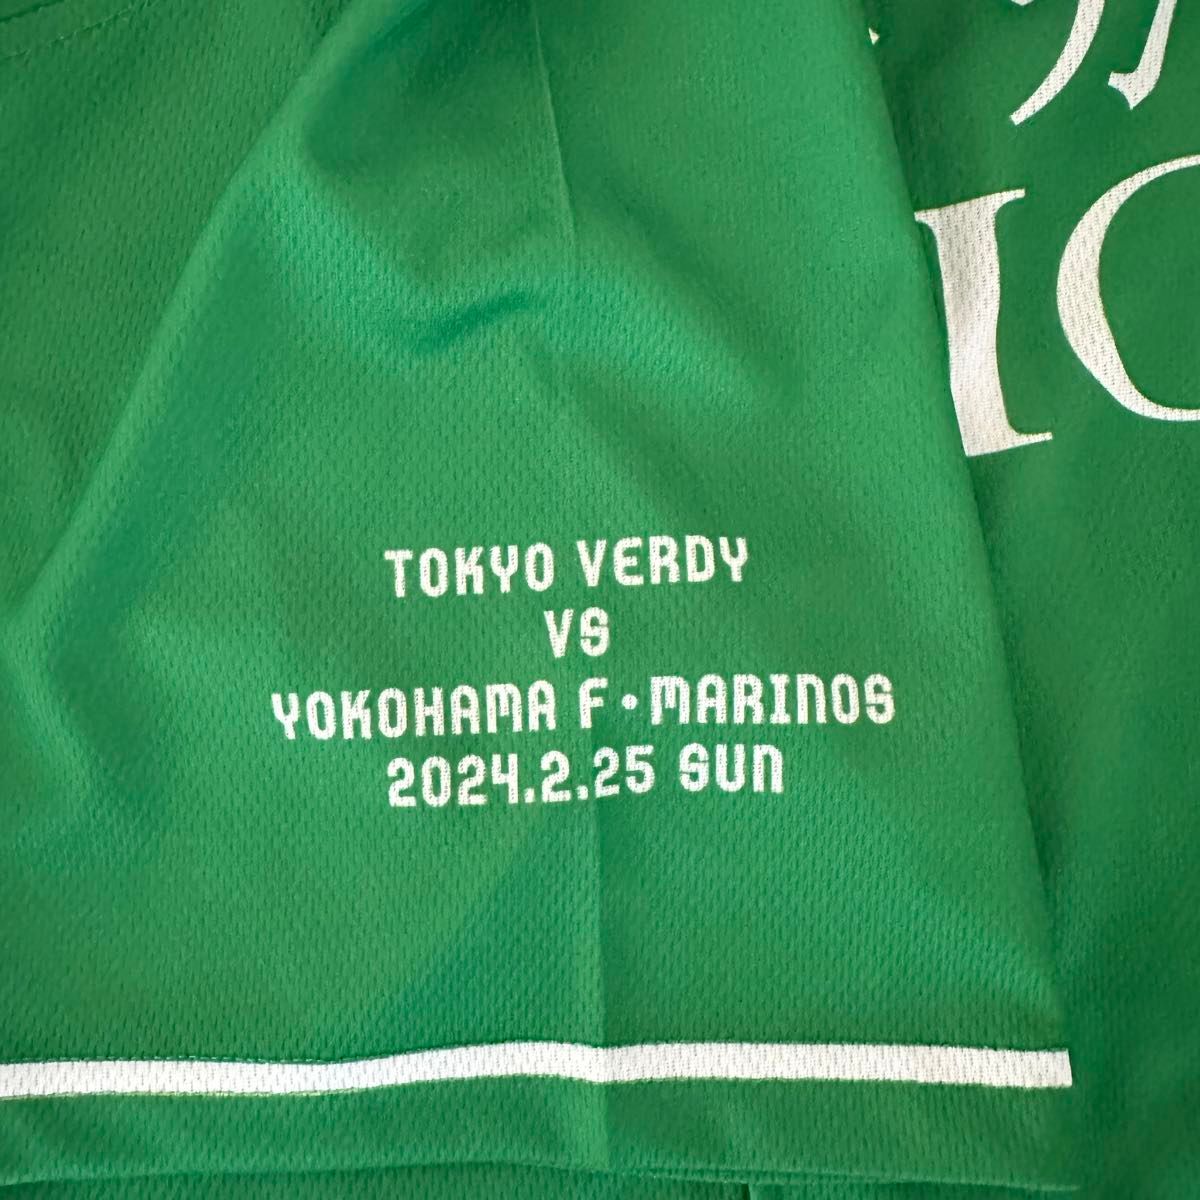 TOKYO VERDY
VS
YOKOHAMA F・MARINOS
2024.2.25 SUN